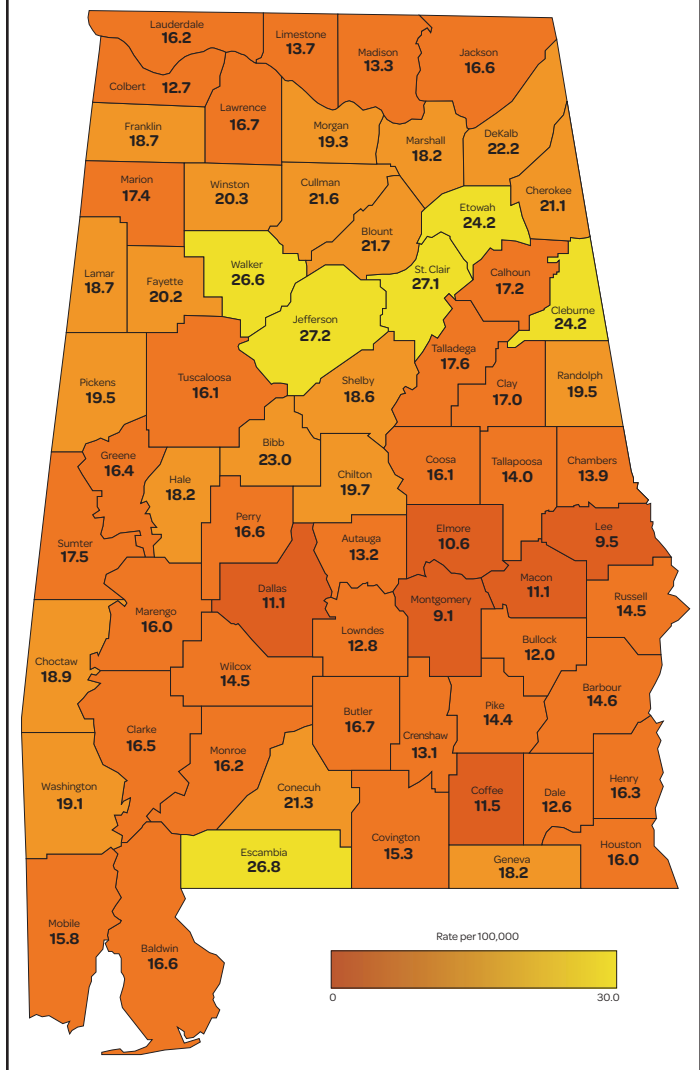 Lauderdale
16.2
Limestone
13.7
Madison
13.3
Jackson
16.6
Colbert 12.7
Lawrence
16.7
Franklin
18.7
Morgan
19.3
Marshall
18.2
DeKalb
22.2
Marion
17.4
Winston
20.3
Cullman
21.6
Cherokee
21.1
Etowah
24.2
Blount
21.7
Lamar
18.7
Fayette
20.2
Walker
26.6
St. Clair
27.1
Calhoun
17.2
Cleburne
24.2
Jefferson
27.2
Talladega
17.6
Pickens
19.5
Tuscaloosa
16.1
Shelby
18.6
Clay
17.0
Randolph
19.5
Bibb
23.0
Greene
16.4
Hale
18.2
Chilton
19.7
Coosa
16.1
Tallapoosa
14.0
Chambers
13.9
Sumter
17.5
Perry
16.6
Autauga
13.2
Elmore
10.6
Lee
9.5
Dallas
11.1
Montgomery
9.1
Macon
11.1
Russell
14.5
Marengo
16.0
Lowndes
12.8
Bullock
12.0
Choctaw
18.9
Wilcox
14.5
Barbour
14.6
Clarke
16.5
Butler
16.7
Crenshaw
13.1
Pike
14.4
Monroe
16.2
Washington
19.1
Conecuh
21.3
Coffee
11.5
Dale
12.6
Henry
16.3
Covington
15.3
Escambia
26.8
Geneva
18.2
Houston
16.0
Mobile
15.8
Baldwin
16.6
Rate per 100,000
0 30.0